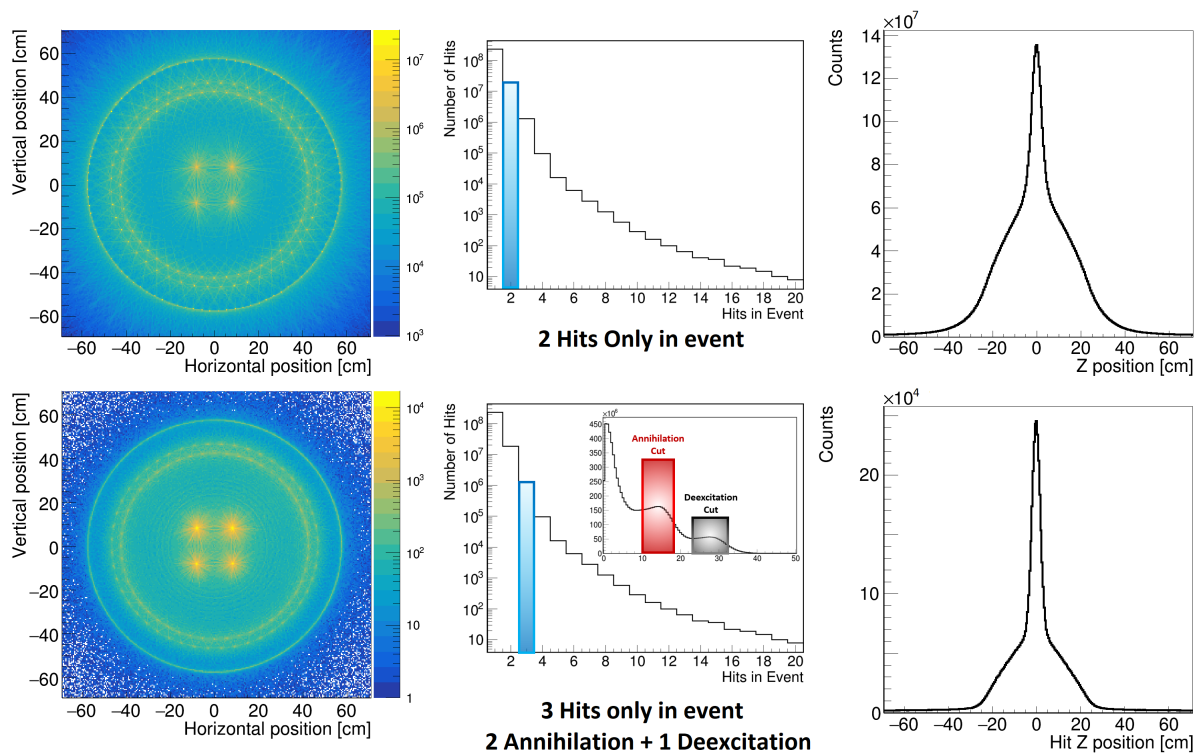 Vertical position [cm]
60
40
20
0
−20
−40
−60
−60 −40 −20 0 20 40 60
Horizontal position [cm]
10^7
10^6
10^5
10^4
10^3
Number of Hits
10^8
10^7
10^6
10^5
10^4
10^3
10^2
10
2 4 6 8 10 12 14 16 18 20
Hits in Event
2 Hits Only in event
×10^7
Counts
14
12
10
8
6
4
2
0
−60 −40 −20 0 20 40 60
Z position [cm]
Vertical position [cm]
60
40
20
0
−20
−40
−60
−60 −40 −20 0 20 40 60
Horizontal position [cm]
10^4
10^3
10^2
10
1
Number of Hits
10^8
10^7
10^6
10^5
10^4
10^3
10^2
10
2 4 6 8 10 12 14 16 18 20
Hits in Event
×10^6
450
400
350
300
250
200
150
100
50
0
0 10 20 30 40 50
Annihilation
Cut
Deexcitation
Cut
3 Hits only in event
2 Annihilation + 1 Deexcitation
×10^4
Counts
20
15
10
5
0
−60 −40 −20 0 20 40 60
Hit Z position [cm]